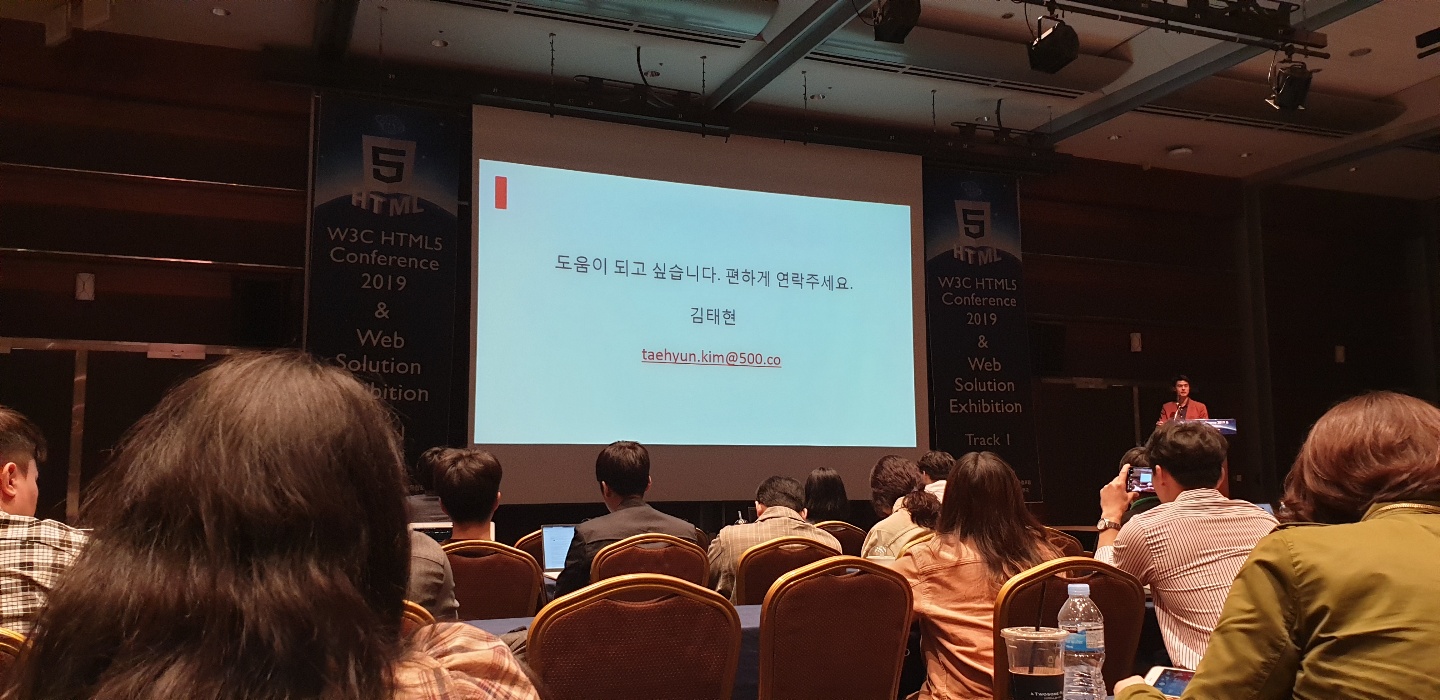 5
HTML
W3C HTML5
Conference
2019
&
Web
Solution
bition
도움이 되고 싶습니다. 편하게 연락주세요.
김태현
taehyun.kim@500.co
5
HTML
W3C HTML5
Conference
2019
&
Web
Solution
Exhibition
Track 1